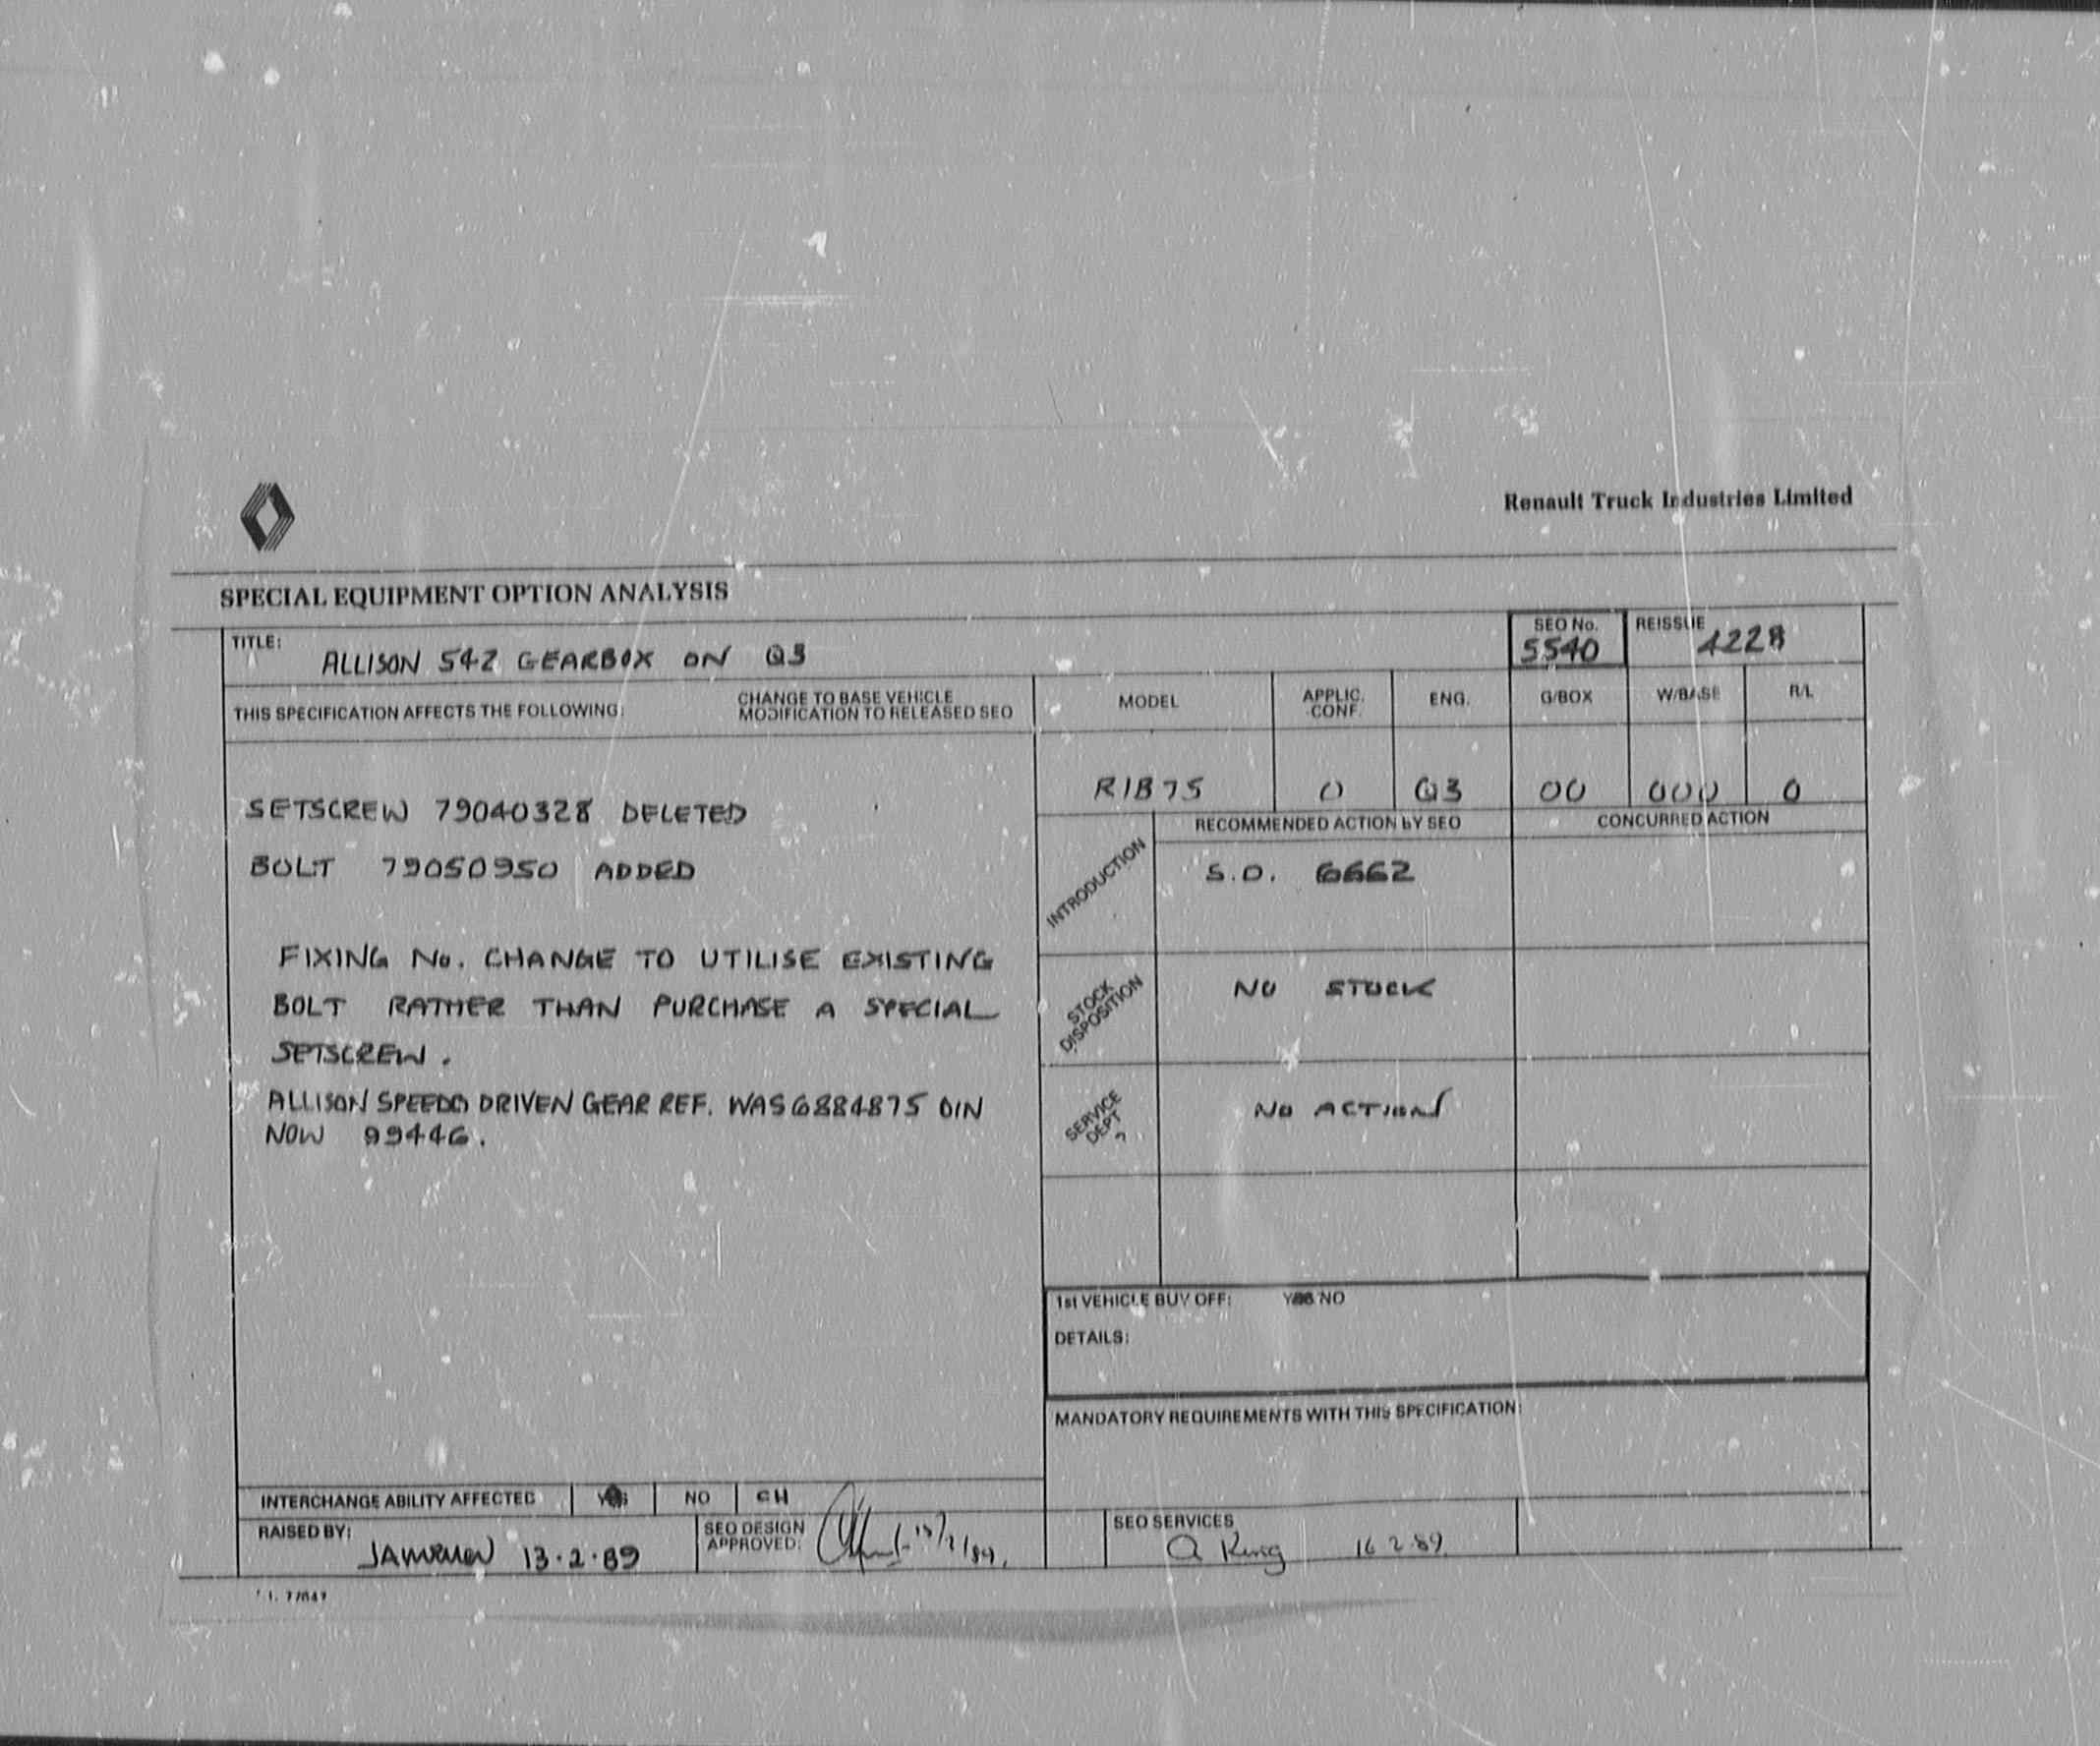 Renault Truck Industries Limited
SPECIAL EQUIPMENT OPTION ANALYSIS
TITLE: ALLISON 542 GEARBOX ON Q3
SEO No. 5540
REISSUE 4228
THIS SPECIFICATION AFFECTS THE FOLLOWING:
CHANGE TO BASE VEHICLE
MODIFICATION TO RELEASED SEO
MODEL APPLIC. CONF. ENG. G/BOX W/BASE R/L
R1B75 0 Q3 00 000 0
SETSCREW 79040328 DELETED
BOLT 79050950 ADDED
FIXING No. CHANGE TO UTILISE EXISTING
BOLT RATHER THAN PURCHASE A SPECIAL
SETSCREW.
ALLISON SPEEDO DRIVEN GEAR REF. WAS 6884875 OIN
NOW 99446.
RECOMMENDED ACTION BY SEO
CONCURRED ACTION
INTRODUCTION
S.O. 6662
STOCK
DISPOSITION
NO STOCK
SERVICE
DEPT
NO ACTION
1st VEHICLE BUY OFF: YES NO
DETAILS:
MANDATORY REQUIREMENTS WITH THIS SPECIFICATION:
INTERCHANGE ABILITY AFFECTED YES NO CH
RAISED BY: 13.2.89
SEO DESIGN
APPROVED:
SEO SERVICES
A King 16 2.89